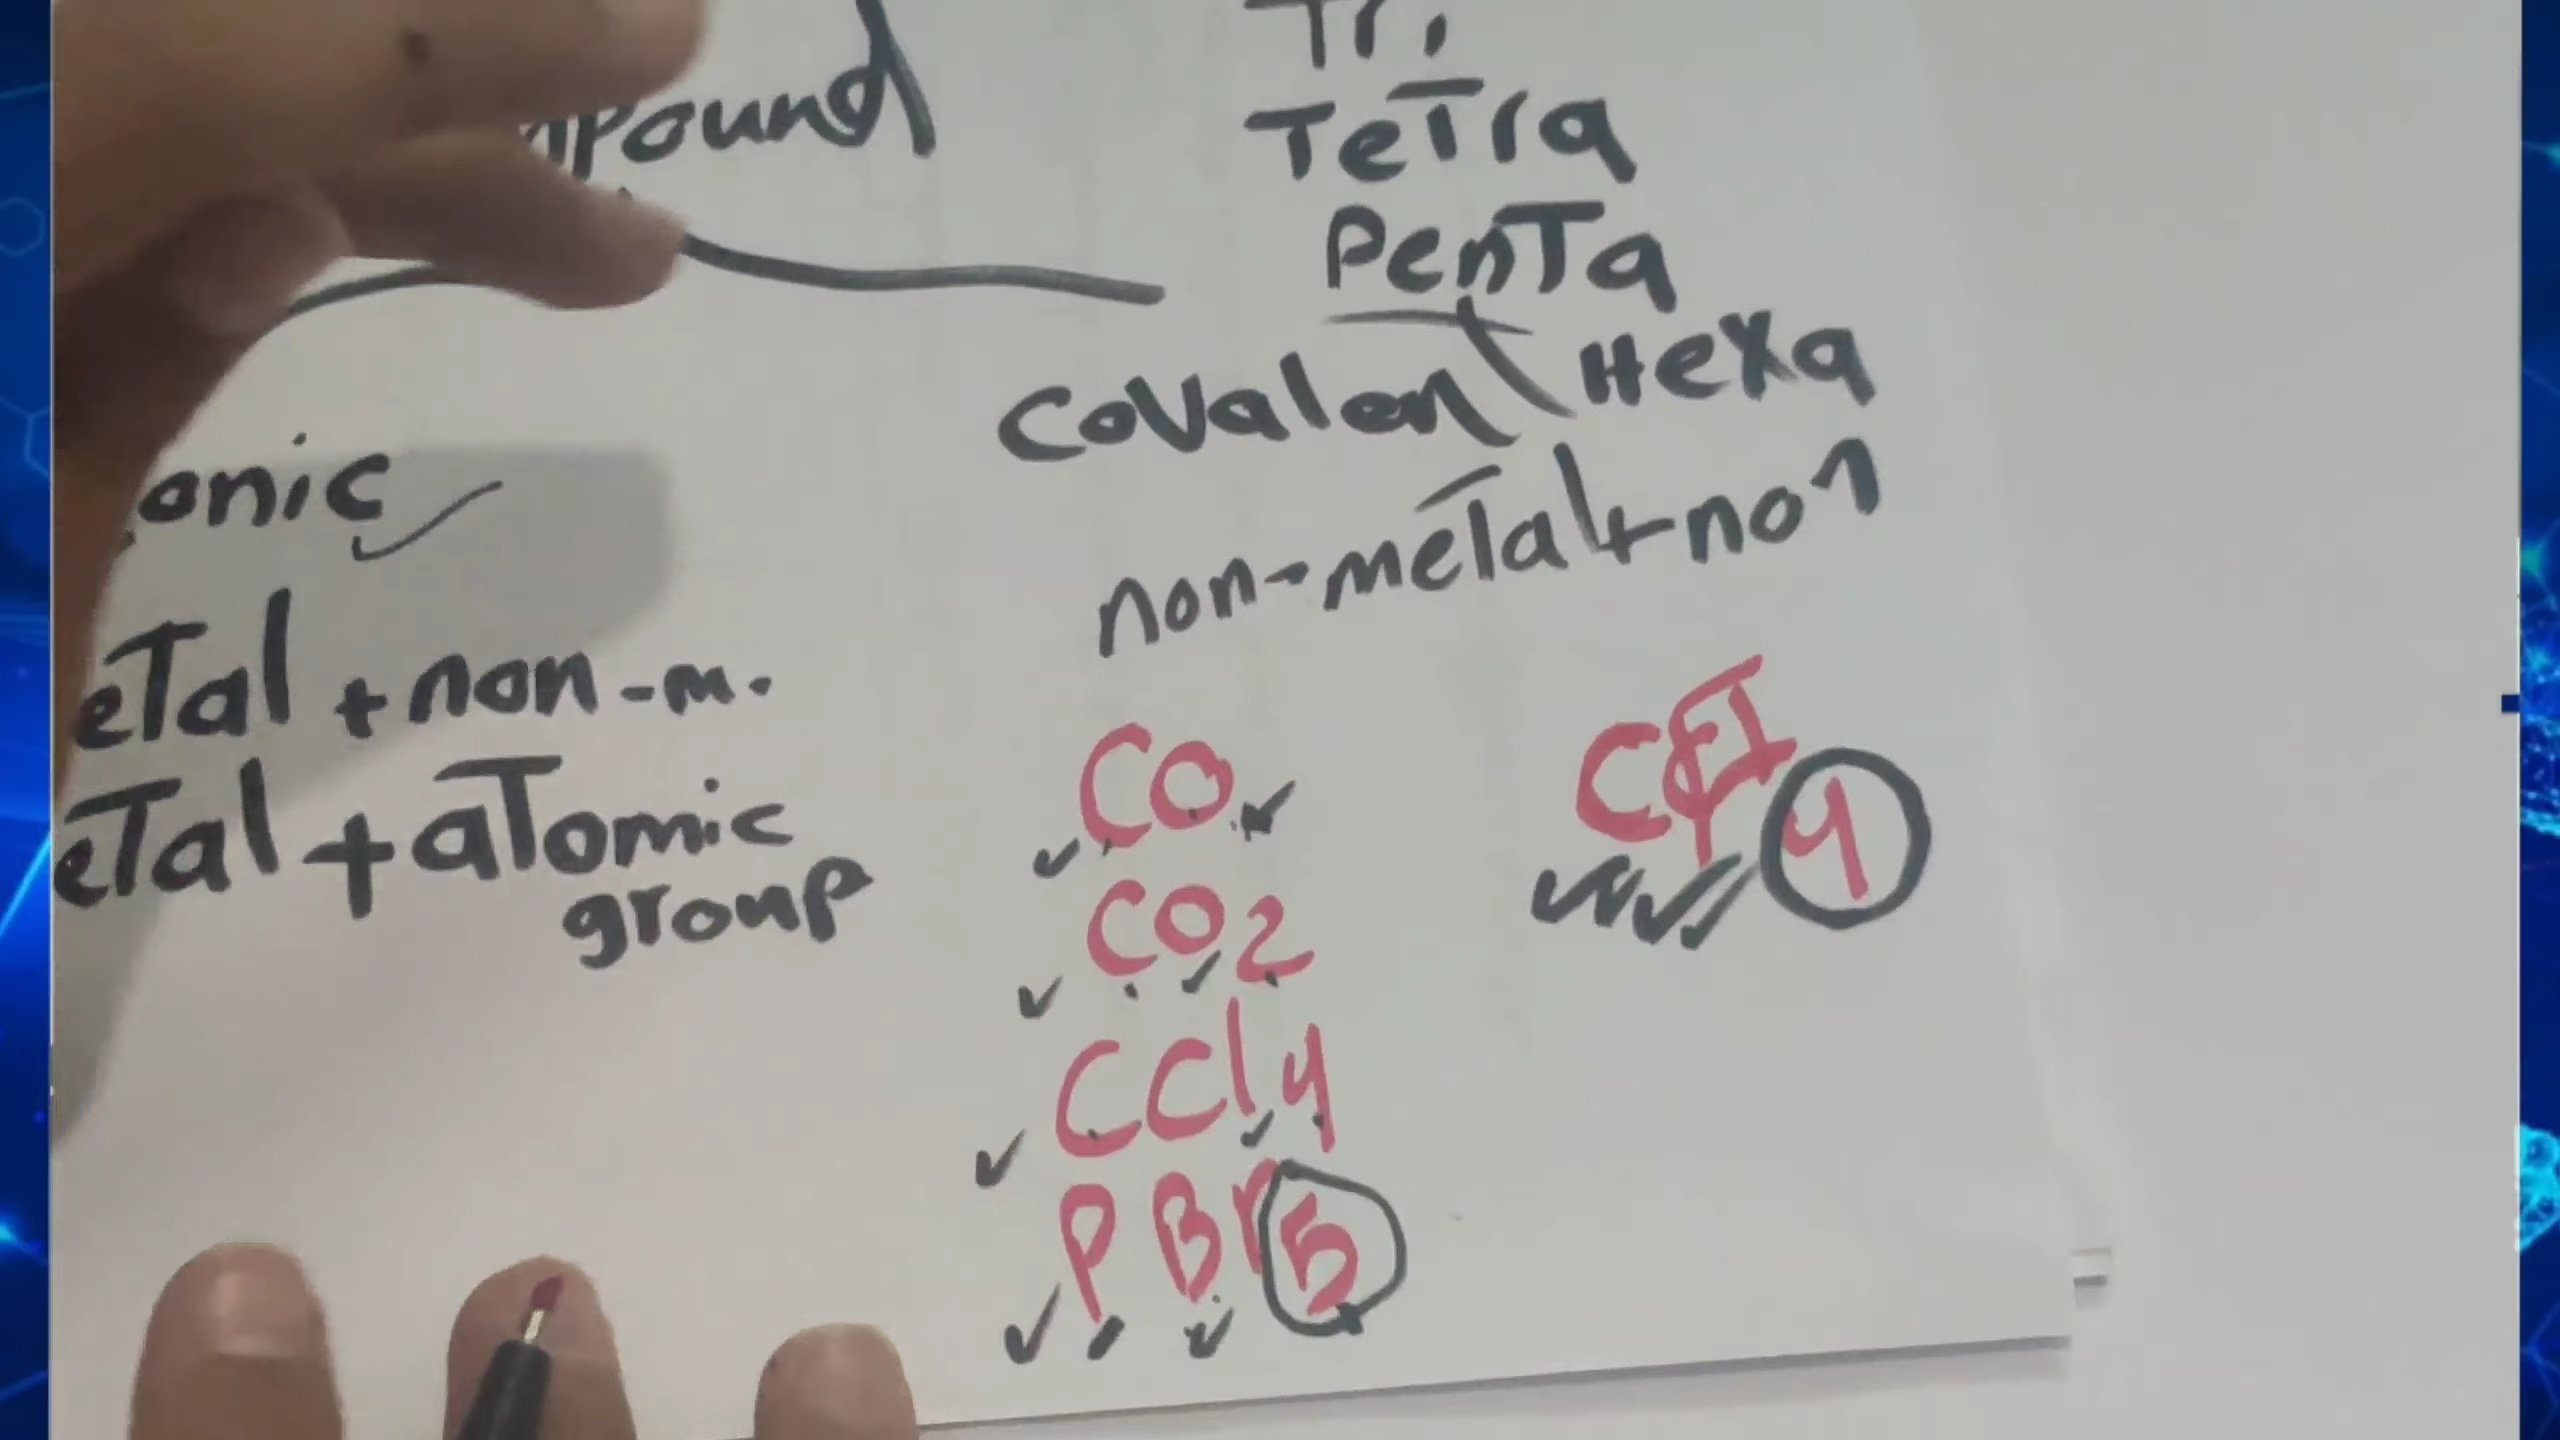 Tri
pound
Tetra
Penta
Hexa
Covalent
onic
non-metal + non
etal + non-m.
etal + atomic
group
CO
CO2
CCl4
PBr5
4